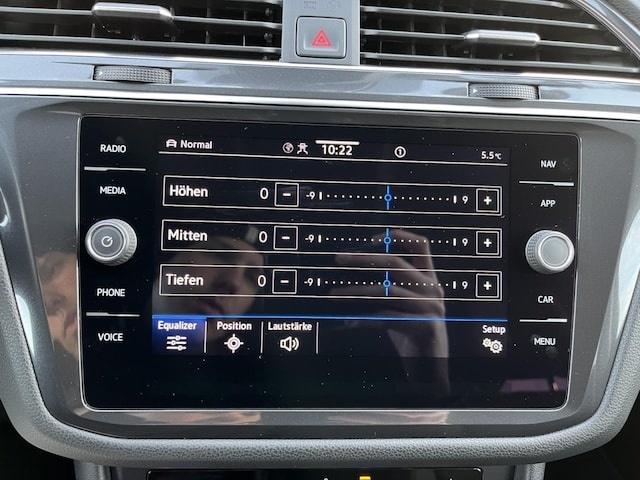 RADIO
MEDIA
PHONE
VOICE
Normal 10:22 5.5°C
Höhen 0 - -9 9 +
Mitten 0 - -9 9 +
Tiefen 0 - -9 9 +
Equalizer Position Lautstärke Setup
NAV
APP
CAR
MENU